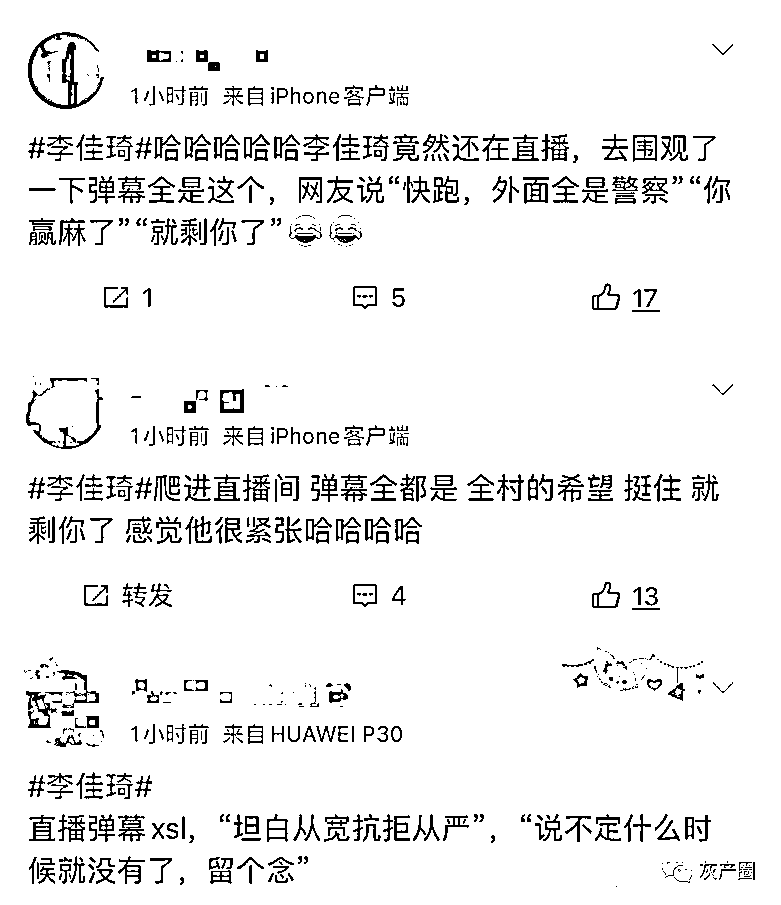 1小时前 来自iPhone客户端
#李佳琦#哈哈哈哈哈李佳琦竟然还在直播，去围观了
一下弹幕全是这个，网友说“快跑，外面全是警察”“你
赢麻了”“就剩你了”😂😂
1 5 17
1小时前 来自iPhone客户端
#李佳琦#爬进直播间 弹幕全都是 全村的希望 挺住 就
剩你了 感觉他很紧张哈哈哈哈
转发 4 13
1小时前 来自HUAWEI P30
#李佳琦#
直播弹幕xsl，“坦白从宽抗拒从严”，“说不定什么时
候就没有了，留个念”
灰产圈